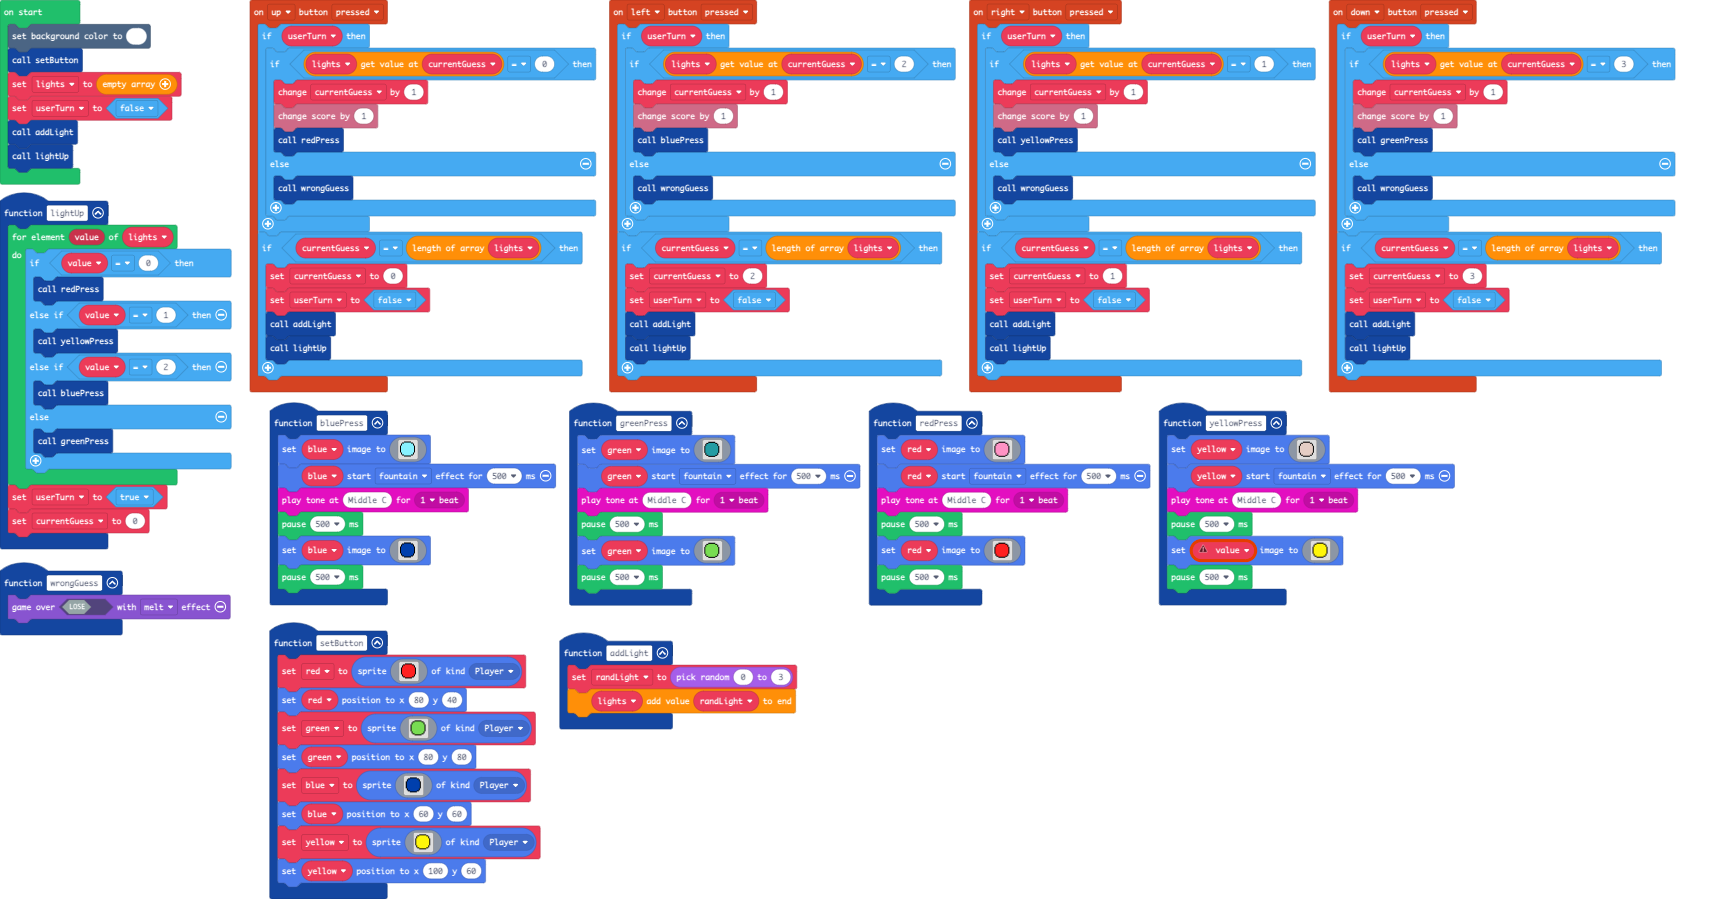 on start
set background color to
call setButton
set lights to empty array
set userTurn to false
call addLight
call lightUp
function lightUp
for element value of lights
do
if value = 0 then
call redPress
else if value = 1 then
call yellowPress
else if value = 2 then
call bluePress
else
call greenPress
set userTurn to true
set currentGuess to 0
function wrongGuess
game over LOSE with melt effect
on up button pressed
if userTurn then
if lights get value at currentGuess = 0 then
change currentGuess by 1
change score by 1
call redPress
else
call wrongGuess
if currentGuess = length of array lights then
set currentGuess to 0
set userTurn to false
call addLight
call lightUp
on left button pressed
if userTurn then
if lights get value at currentGuess = 2 then
change currentGuess by 1
change score by 1
call bluePress
else
call wrongGuess
if currentGuess = length of array lights then
set currentGuess to 2
set userTurn to false
call addLight
call lightUp
on right button pressed
if userTurn then
if lights get value at currentGuess = 1 then
change currentGuess by 1
change score by 1
call yellowPress
else
call wrongGuess
if currentGuess = length of array lights then
set currentGuess to 1
set userTurn to false
call addLight
call lightUp
on down button pressed
if userTurn then
if lights get value at currentGuess = 3 then
change currentGuess by 1
change score by 1
call greenPress
else
call wrongGuess
if currentGuess = length of array lights then
set currentGuess to 3
set userTurn to false
call addLight
call lightUp
function bluePress
set blue image to
blue start fountain effect for 500 ms
play tone at Middle C for 1 beat
pause 500 ms
set blue image to
pause 500 ms
function greenPress
set green image to
green start fountain effect for 500 ms
play tone at Middle C for 1 beat
pause 500 ms
set green image to
pause 500 ms
function redPress
set red image to
red start fountain effect for 500 ms
play tone at Middle C for 1 beat
pause 500 ms
set red image to
pause 500 ms
function yellowPress
set yellow image to
yellow start fountain effect for 500 ms
play tone at Middle C for 1 beat
pause 500 ms
set value image to
pause 500 ms
function setButton
set red to sprite of kind Player
set red position to x 80 y 40
set green to sprite of kind Player
set green position to x 80 y 80
set blue to sprite of kind Player
set blue position to x 60 y 60
set yellow to sprite of kind Player
set yellow position to x 100 y 60
function addLight
set randLight to pick random 0 to 3
lights add value randLight to end